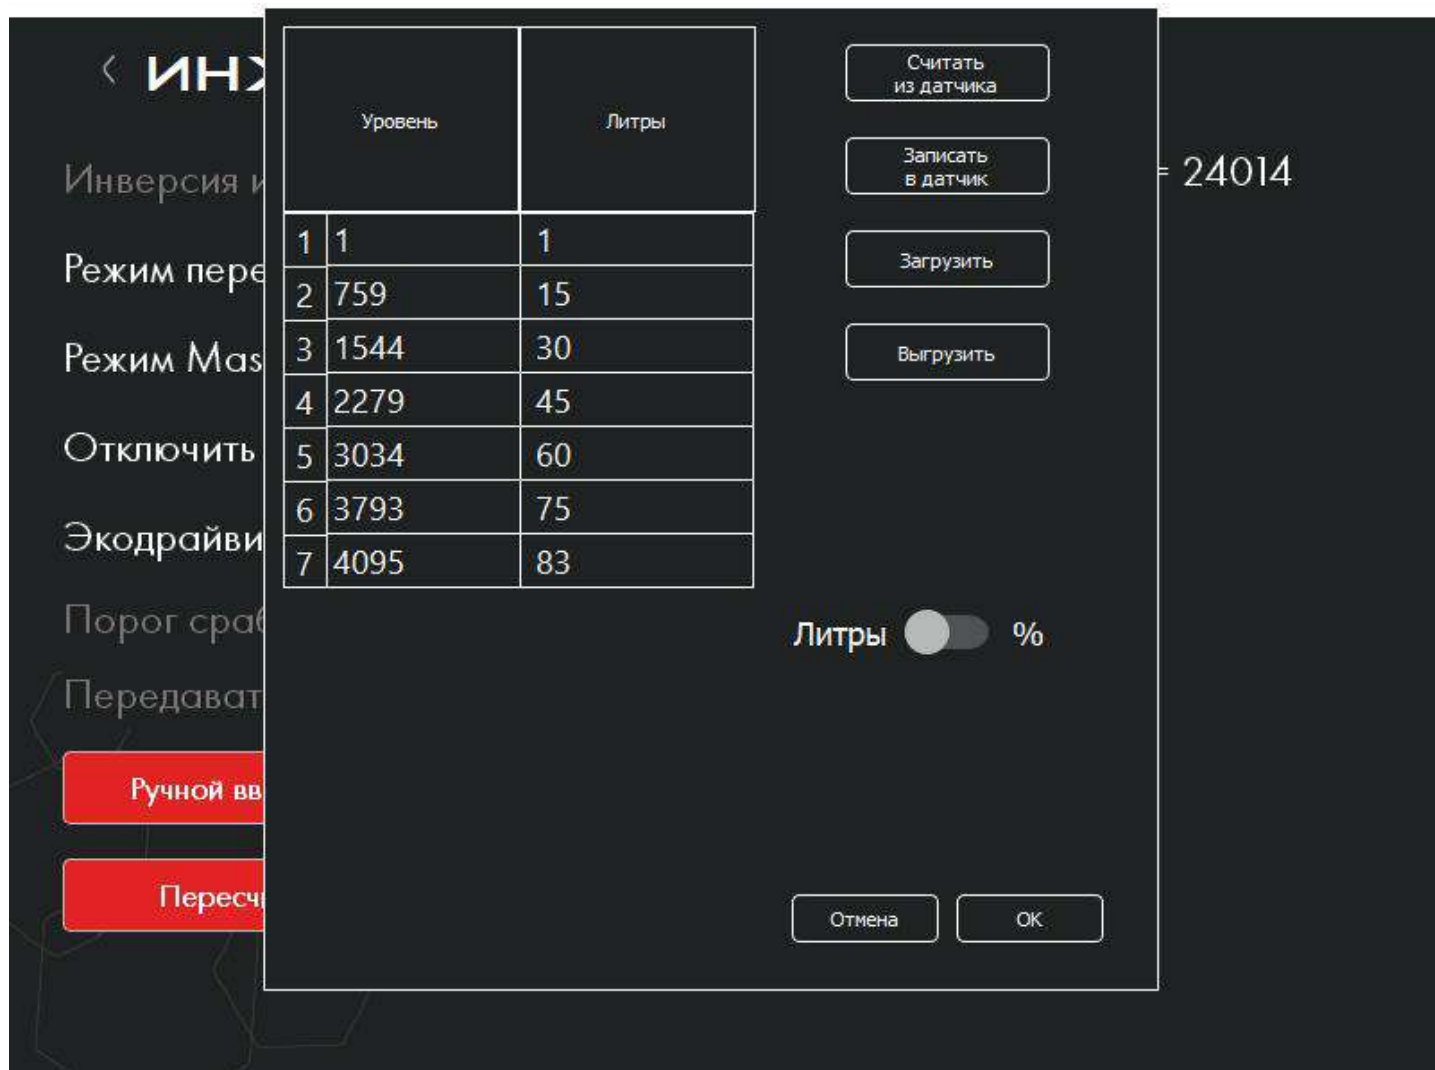 ИНЖ
Уровень
Литры
Считать
из датчика
Инверсия и
Записать
в датчик
= 24014
1 1 1
Режим пере
Загрузить
2 759 15
Режим Mas
3 1544 30
Выгрузить
4 2279 45
Отключить
5 3034 60
6 3793 75
Экодрайви
7 4095 83
Порог сраб
Литры %
Передават
Ручной вв
Пересч
Отмена
ОК